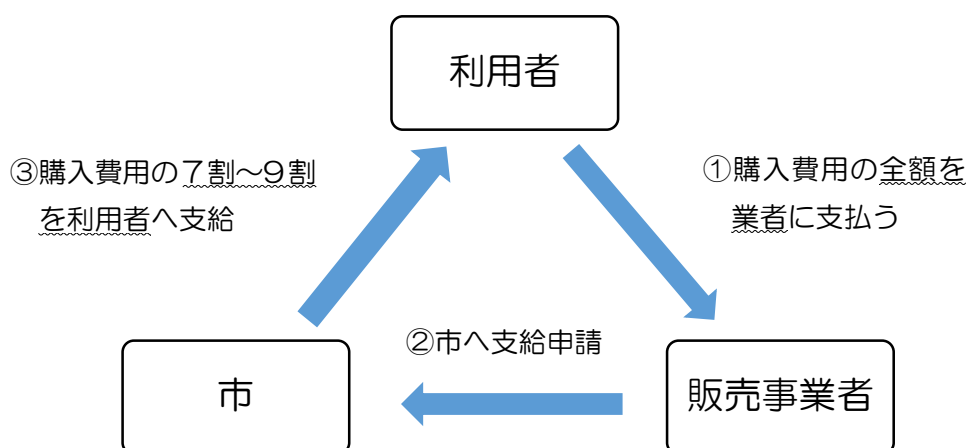 利用者
③購入費用の７割～９割
を利用者へ支給
①購入費用の全額を
業者に支払う
②市へ支給申請
市
販売事業者